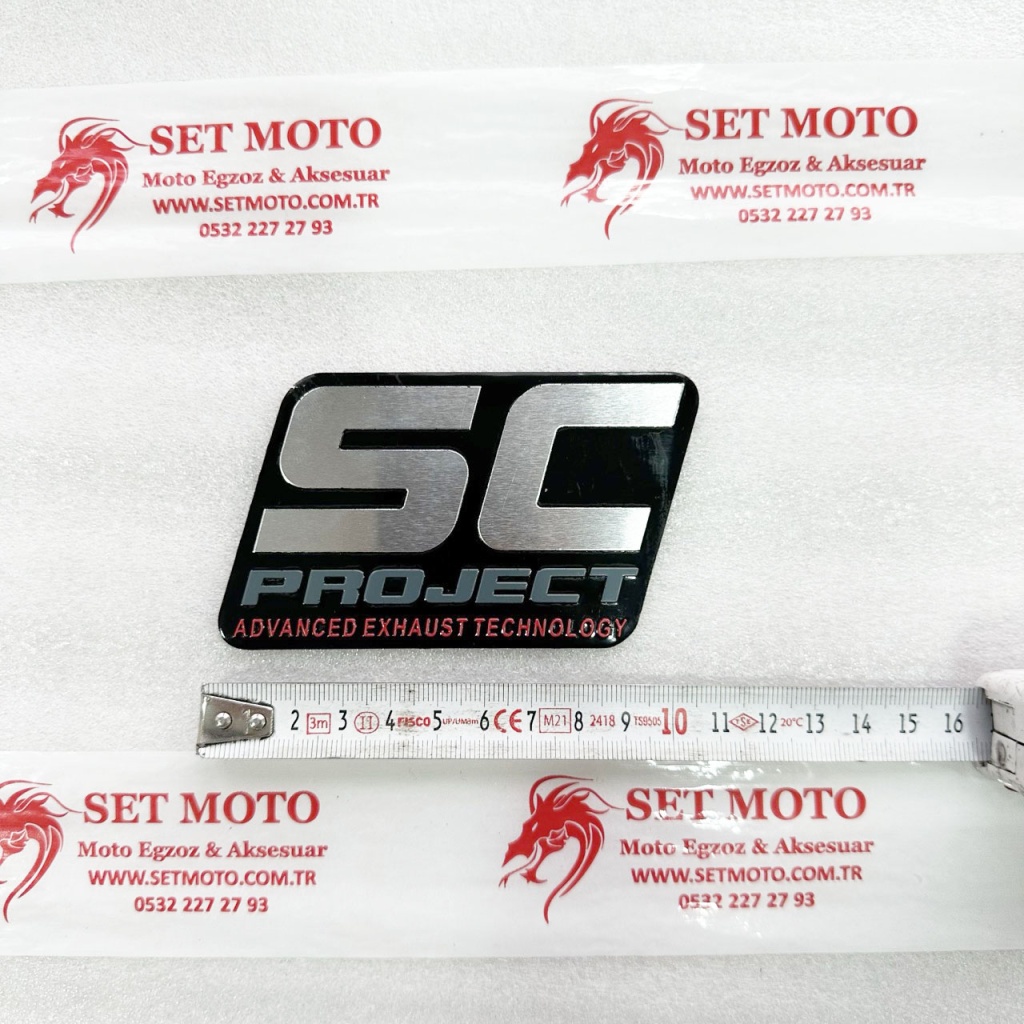 SET MOTO
Moto Egzoz & Aksesuar
WWW.SETMOTO.COM.TR
0532 227 27 93
SET MOTO
Moto Egzoz & Aksesuar
WWW.SETMOTO.COM.TR
0532 227 27 93
SC
PROJECT
ADVANCED EXHAUST TECHNOLOGY
1 2 3m 3 II 4 FISCO 5 6 CE 7 M21 8 2418 9 TSB505 10 11 12 20°C 13 14 15 16
SET MOTO
Moto Egzoz & Aksesuar
WWW.SETMOTO.COM.TR
0532 227 27 93
SET MOTO
Moto Egzoz & Aksesuar
WWW.SETMOTO.COM.TR
0532 227 27 93